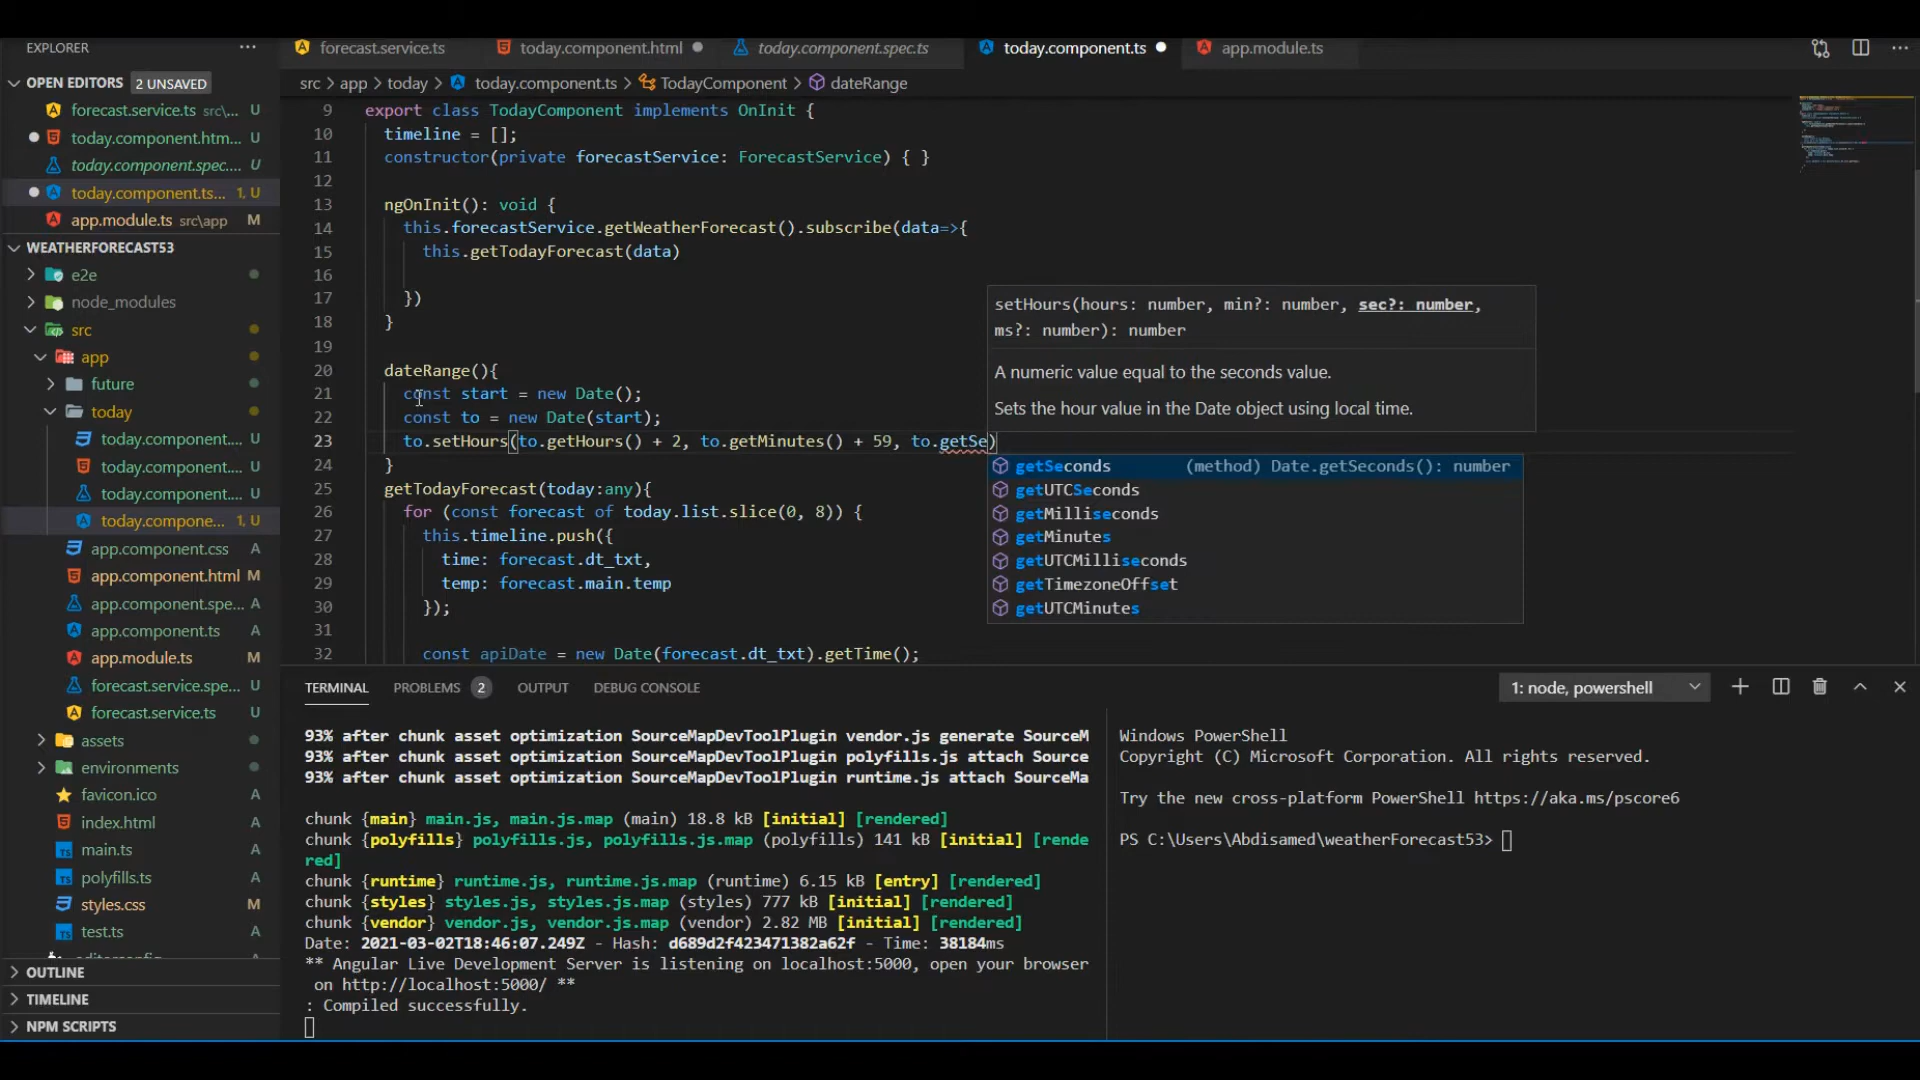 EXPLORER
forecast.service.ts
today.component.html
today.component.spec.ts
today.component.ts
app.module.ts
OPEN EDITORS 2 UNSAVED
src > app > today > today.component.ts > TodayComponent > dateRange
forecast.service.ts src\... U
today.component.htm... U
today.component.spec.... U
today.component.ts... 1, U
app.module.ts src\app M
WEATHERFORECAST53
e2e
node_modules
src
app
future
today
today.component.... U
today.component.... U
today.component.... U
today.compone... 1, U
app.component.css A
app.component.html M
app.component.spe... A
app.component.ts A
app.module.ts M
forecast.service.spe... U
forecast.service.ts U
assets
environments
favicon.ico A
index.html A
main.ts A
polyfills.ts A
styles.css M
test.ts A
OUTLINE
TIMELINE
NPM SCRIPTS
9 export class TodayComponent implements OnInit {
10 timeline = [];
11 constructor(private forecastService: ForecastService) { }
12
13 ngOnInit(): void {
14 this.forecastService.getWeatherForecast().subscribe(data=>{
15 this.getTodayForecast(data)
16
17 })
18 }
19
20 dateRange(){
21 const start = new Date();
22 const to = new Date(start);
23 to.setHours(to.getHours() + 2, to.getMinutes() + 59, to.getSe)
24 }
25 getTodayForecast(today:any){
26 for (const forecast of today.list.slice(0, 8)) {
27 this.timeline.push({
28 time: forecast.dt_txt,
29 temp: forecast.main.temp
30 });
31
32 const apiDate = new Date(forecast.dt_txt).getTime();
setHours(hours: number, min?: number, sec?: number,
ms?: number): number
A numeric value equal to the seconds value.
Sets the hour value in the Date object using local time.
getSeconds (method) Date.getSeconds(): number
getUTCSeconds
getMilliseconds
getMinutes
getUTCMilliseconds
getTimezoneOffset
getUTCMinutes
TERMINAL PROBLEMS 2 OUTPUT DEBUG CONSOLE 1: node, powershell
93% after chunk asset optimization SourceMapDevToolPlugin vendor.js generate SourceM
93% after chunk asset optimization SourceMapDevToolPlugin polyfills.js attach Source
93% after chunk asset optimization SourceMapDevToolPlugin runtime.js attach SourceMa
chunk {main} main.js, main.js.map (main) 18.8 kB [initial] [rendered]
chunk {polyfills} polyfills.js, polyfills.js.map (polyfills) 141 kB [initial] [rende
red]
chunk {runtime} runtime.js, runtime.js.map (runtime) 6.15 kB [entry] [rendered]
chunk {styles} styles.js, styles.js.map (styles) 777 kB [initial] [rendered]
chunk {vendor} vendor.js, vendor.js.map (vendor) 2.82 MB [initial] [rendered]
Date: 2021-03-02T18:46:07.249Z - Hash: d689d2f423471382a62f - Time: 38184ms
** Angular Live Development Server is listening on localhost:5000, open your browser
on http://localhost:5000/ **
: Compiled successfully.
Windows PowerShell
Copyright (C) Microsoft Corporation. All rights reserved.
Try the new cross-platform PowerShell https://aka.ms/pscore6
PS C:\Users\Abdisamed\weatherForecast53>